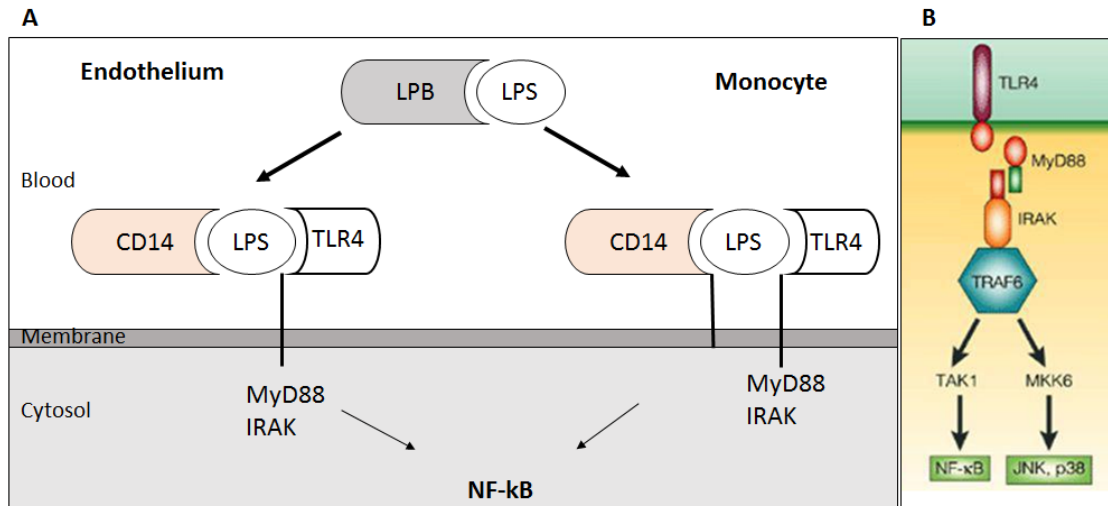 A
Endothelium
LPB
LPS
Monocyte
Blood
CD14
LPS
TLR4
CD14
LPS
TLR4
Membrane
Cytosol
MyD88
IRAK
MyD88
IRAK
NF-kB
B
TLR4
MyD88
IRAK
TRAF6
TAK1
MKK6
NF-κB
JNK, p38